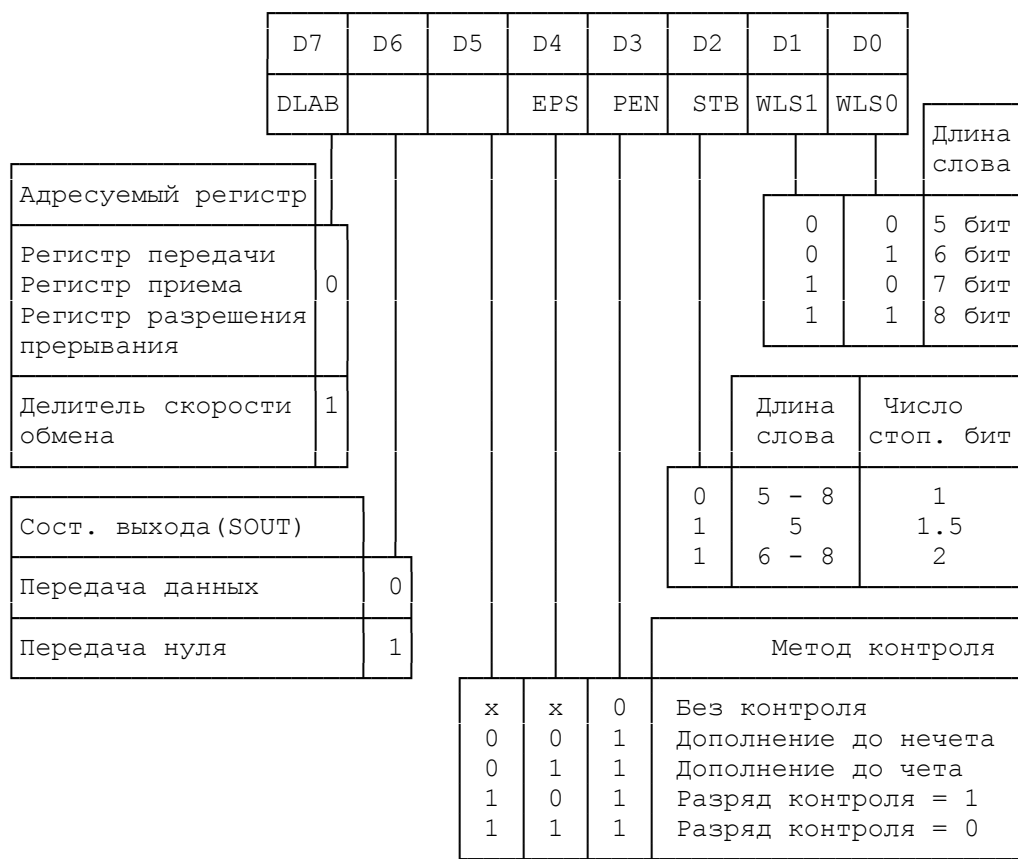 D7 D6 D5 D4 D3 D2 D1 D0
DLAB EPS PEN STB WLS1 WLS0
Длина
слова
0 0 5 бит
0 1 6 бит
1 0 7 бит
1 1 8 бит
Адресуемый регистр
Регистр передачи
Регистр приема 0
Регистр разрешения
прерывания
Делитель скорости 1
обмена
Длина Число
слова стоп. бит
0 5 - 8 1
1 5 1.5
1 6 - 8 2
Сост. выхода(SOUT)
Передача данных 0
Передача нуля 1
Метод контроля
x x 0 Без контроля
0 0 1 Дополнение до нечета
0 1 1 Дополнение до чета
1 0 1 Разряд контроля = 1
1 1 1 Разряд контроля = 0